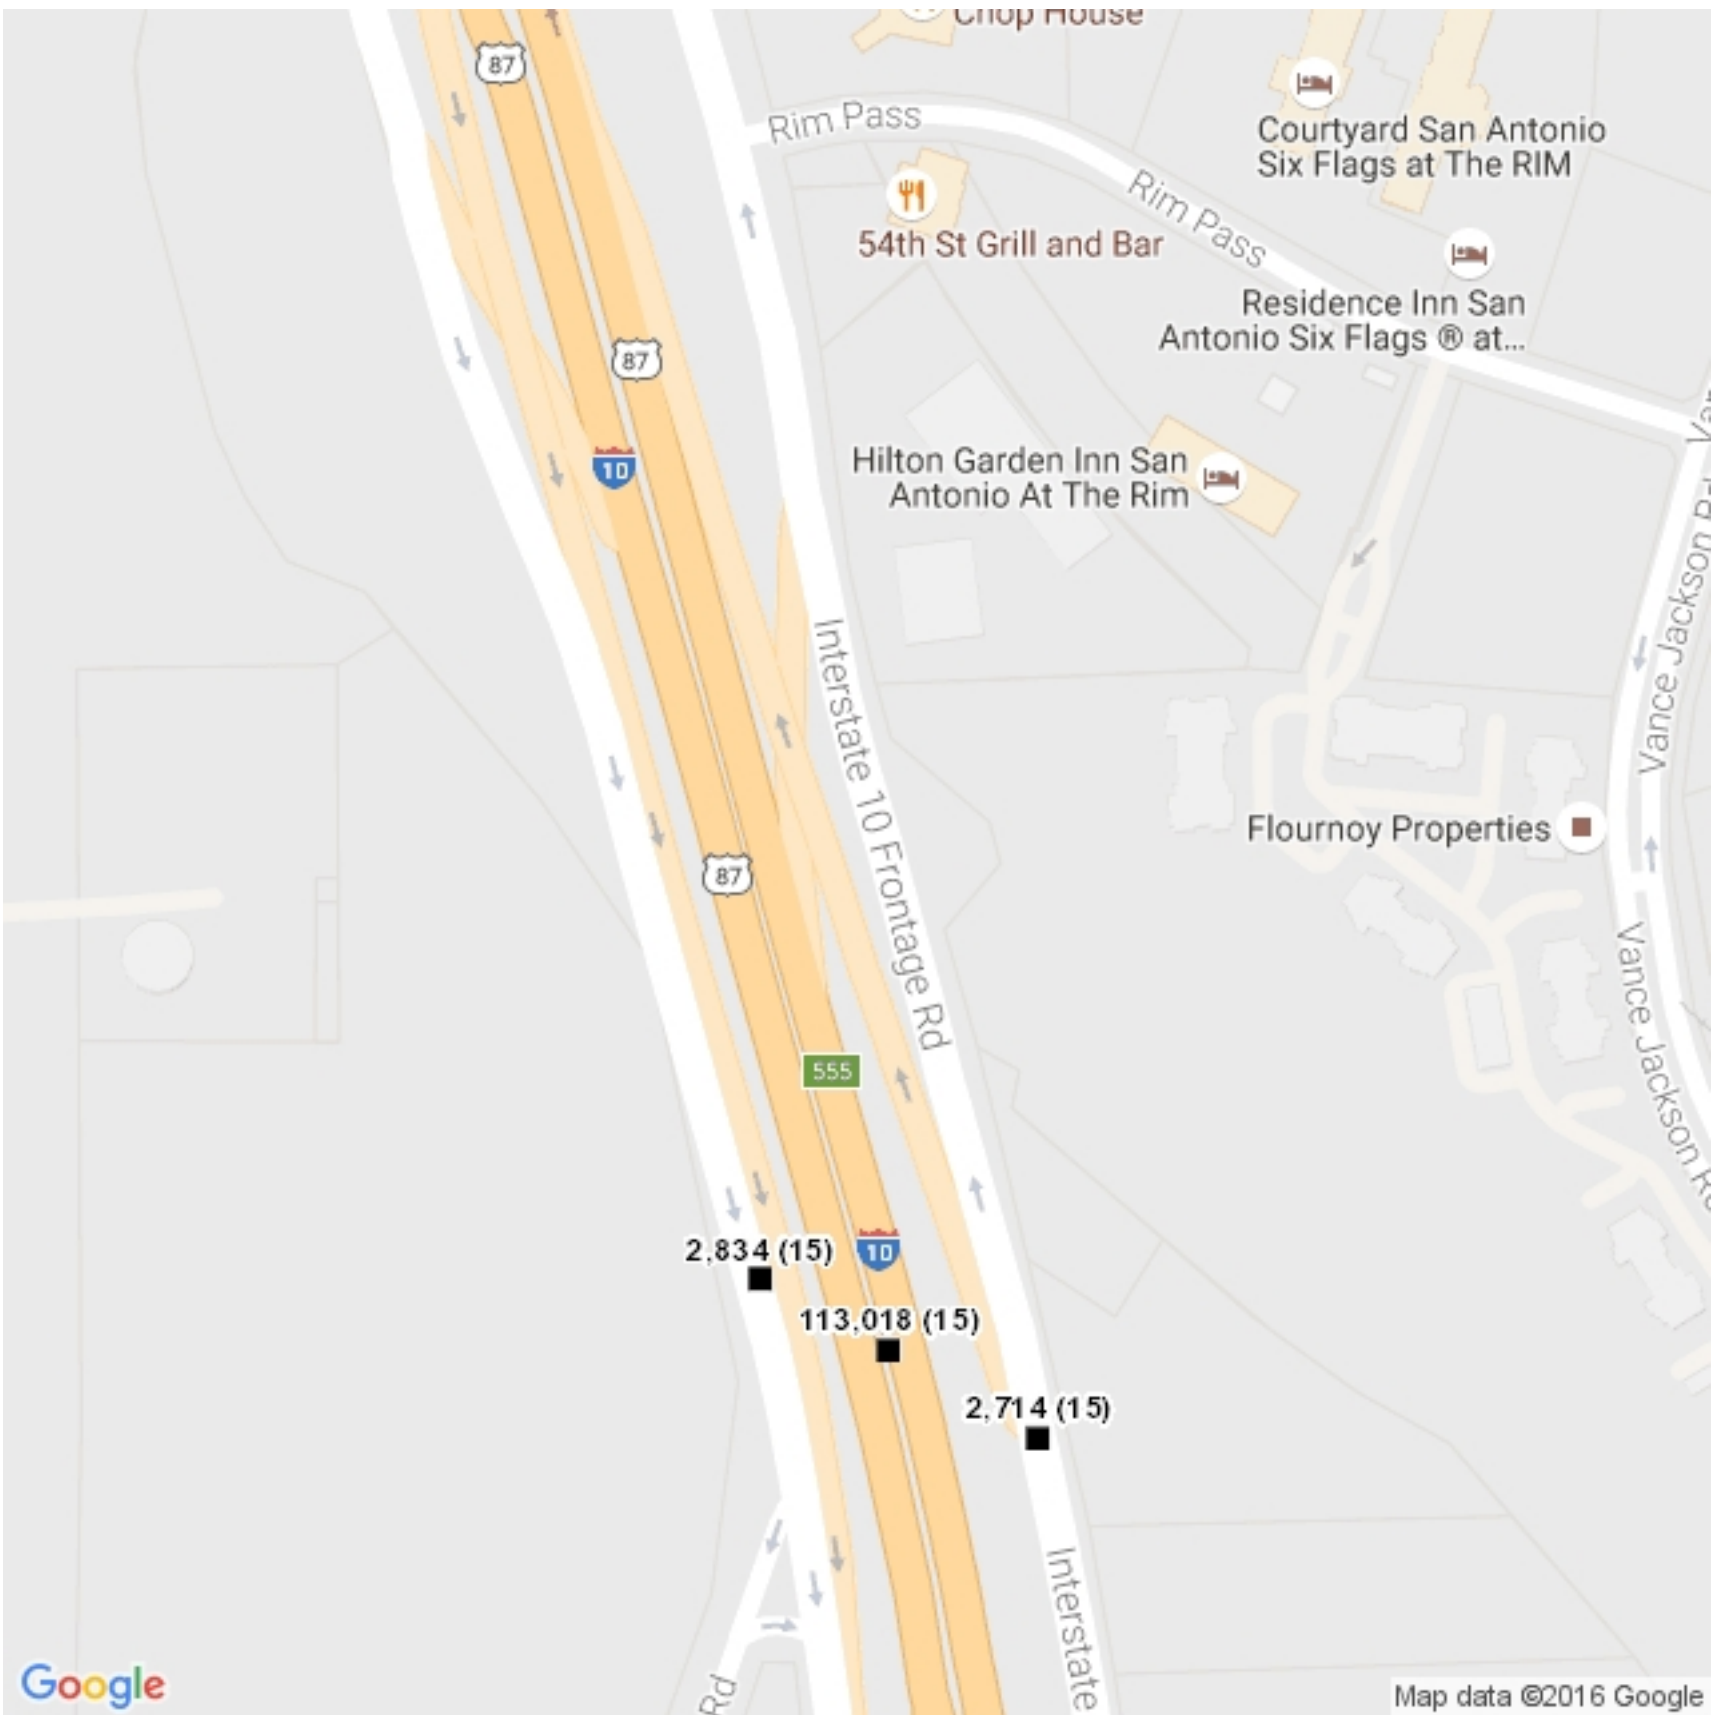 Chop House
87
Rim Pass
Courtyard San Antonio
Six Flags at The RIM
Rim Pass
54th St Grill and Bar
Residence Inn San
Antonio Six Flags ® at...
87
10
Hilton Garden Inn San
Antonio At The Rim
Interstate 10 Frontage Rd
Vance Jackson Rd
Flournoy Properties
87
Vance Jackson Rd
555
2,834 (15)
10
113,018 (15)
2,714 (15)
Interstate
Rd
Google
Map data ©2016 Google